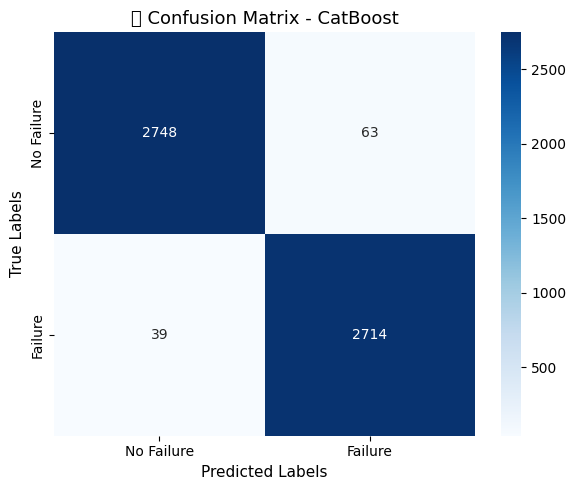 ▯ Confusion Matrix - CatBoost
True Labels
No Failure
2748
63
Failure
39
2714
No Failure
Failure
Predicted Labels
2500
2000
1500
1000
500